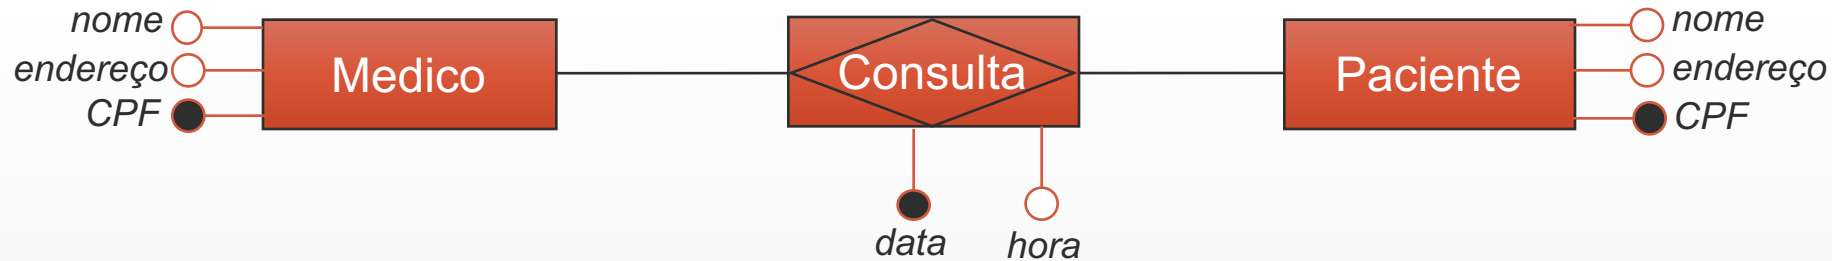 nome
endereço
CPF
Medico
Consulta
Paciente
nome
endereço
CPF
data
hora